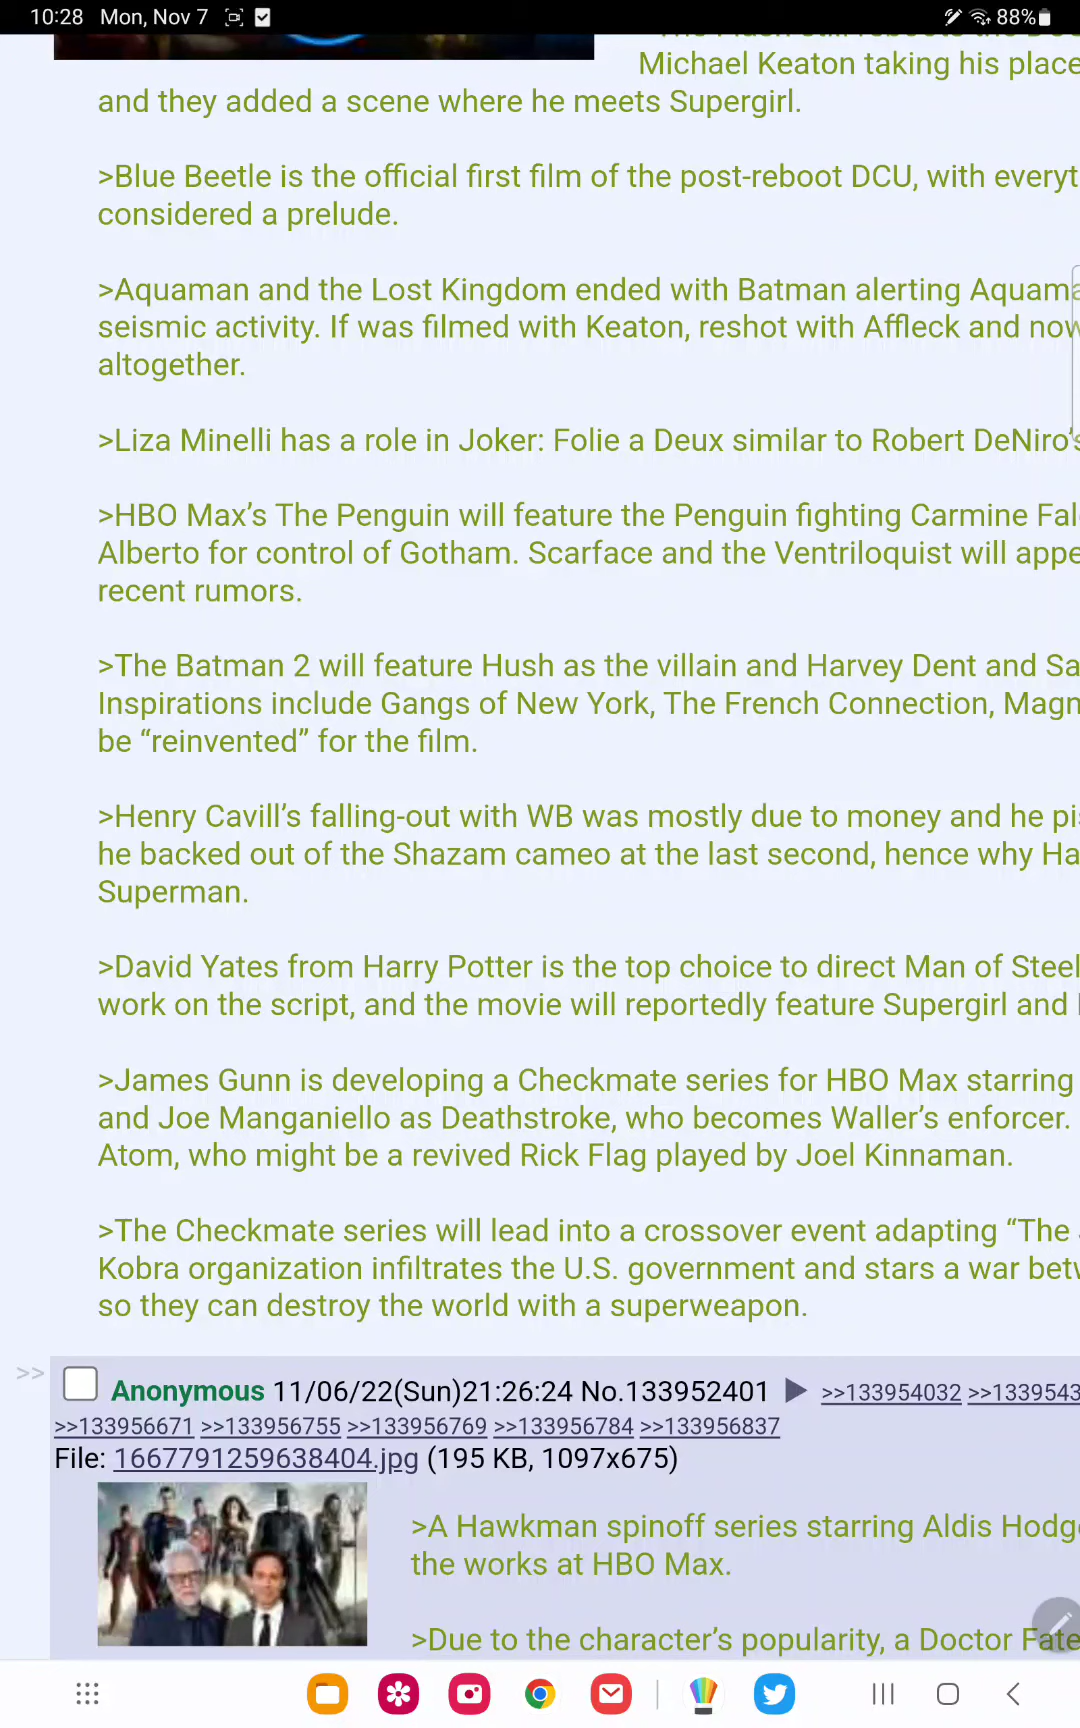 10:28 Mon, Nov 7 88%
Michael Keaton taking his place
and they added a scene where he meets Supergirl.
>Blue Beetle is the official first film of the post-reboot DCU, with everyt
considered a prelude.
>Aquaman and the Lost Kingdom ended with Batman alerting Aquama
seismic activity. If was filmed with Keaton, reshot with Affleck and now
altogether.
>Liza Minelli has a role in Joker: Folie a Deux similar to Robert DeNiro's
>HBO Max's The Penguin will feature the Penguin fighting Carmine Fal
Alberto for control of Gotham. Scarface and the Ventriloquist will appe
recent rumors.
>The Batman 2 will feature Hush as the villain and Harvey Dent and Sa
Inspirations include Gangs of New York, The French Connection, Magn
be “reinvented” for the film.
>Henry Cavill’s falling-out with WB was mostly due to money and he pis
he backed out of the Shazam cameo at the last second, hence why Ha
Superman.
>David Yates from Harry Potter is the top choice to direct Man of Steel
work on the script, and the movie will reportedly feature Supergirl and
>James Gunn is developing a Checkmate series for HBO Max starring
and Joe Manganiello as Deathstroke, who becomes Waller’s enforcer.
Atom, who might be a revived Rick Flag played by Joel Kinnaman.
>The Checkmate series will lead into a crossover event adapting “The
Kobra organization infiltrates the U.S. government and stars a war betw
so they can destroy the world with a superweapon.
>> Anonymous 11/06/22(Sun)21:26:24 No.133952401 ▶ >>133954032 >>1339543
>>133956671 >>133956755 >>133956769 >>133956784 >>133956837
File: 1667791259638404.jpg (195 KB, 1097x675)
>A Hawkman spinoff series starring Aldis Hodg
the works at HBO Max.
>Due to the character’s popularity, a Doctor Fate